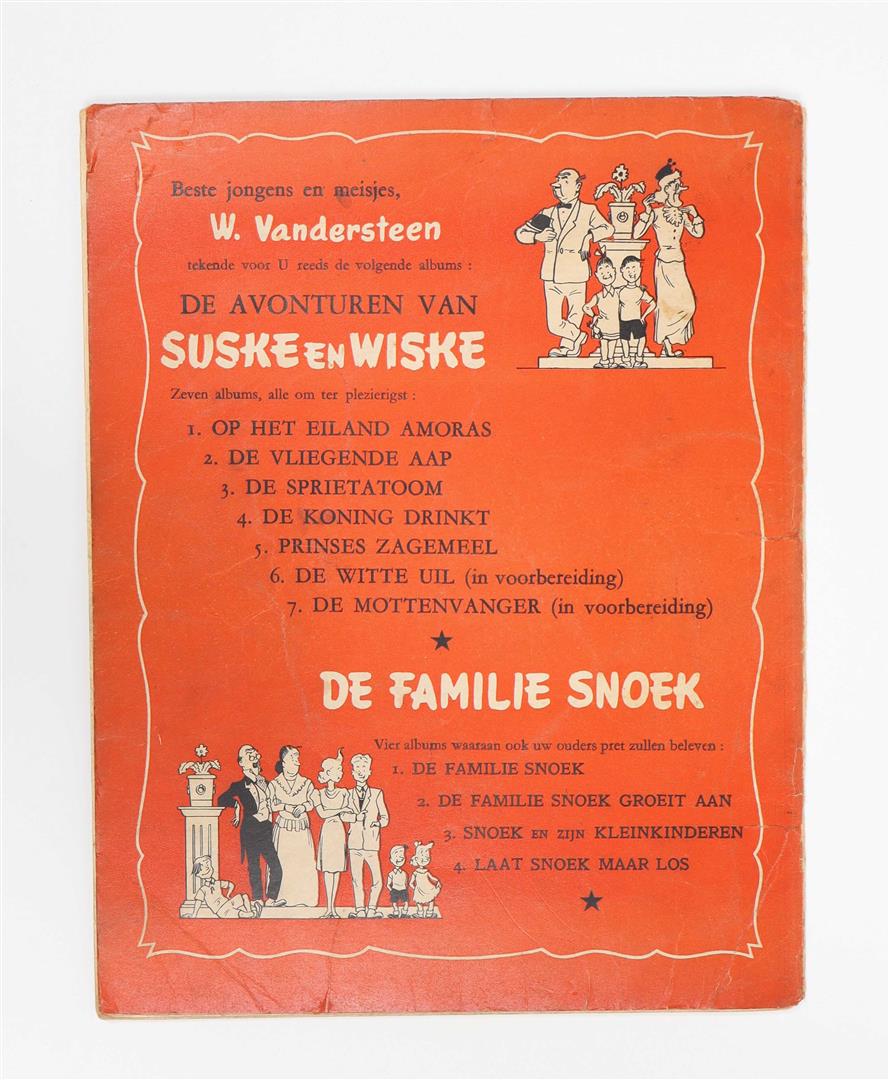 Beste jongens en meisjes,
W. Vandersteen
tekende voor U reeds de volgende albums :
DE AVONTUREN VAN
SUSKE EN WISKE
Zeven albums, alle om ter plezierigst :
1. OP HET EILAND AMORAS
2. DE VLIEGENDE AAP
3. DE SPRIETATOOM
4. DE KONING DRINKT
5. PRINSES ZAGEMEEL
6. DE WITTE UIL (in voorbereiding)
7. DE MOTTENVANGER (in voorbereiding)
DE FAMILIE SNOEK
Vier albums waaraan ook uw ouders pret zullen beleven :
1. DE FAMILIE SNOEK
2. DE FAMILIE SNOEK GROEIT AAN
3. SNOEK EN ZIJN KLEINKINDEREN
4. LAAT SNOEK MAAR LOS